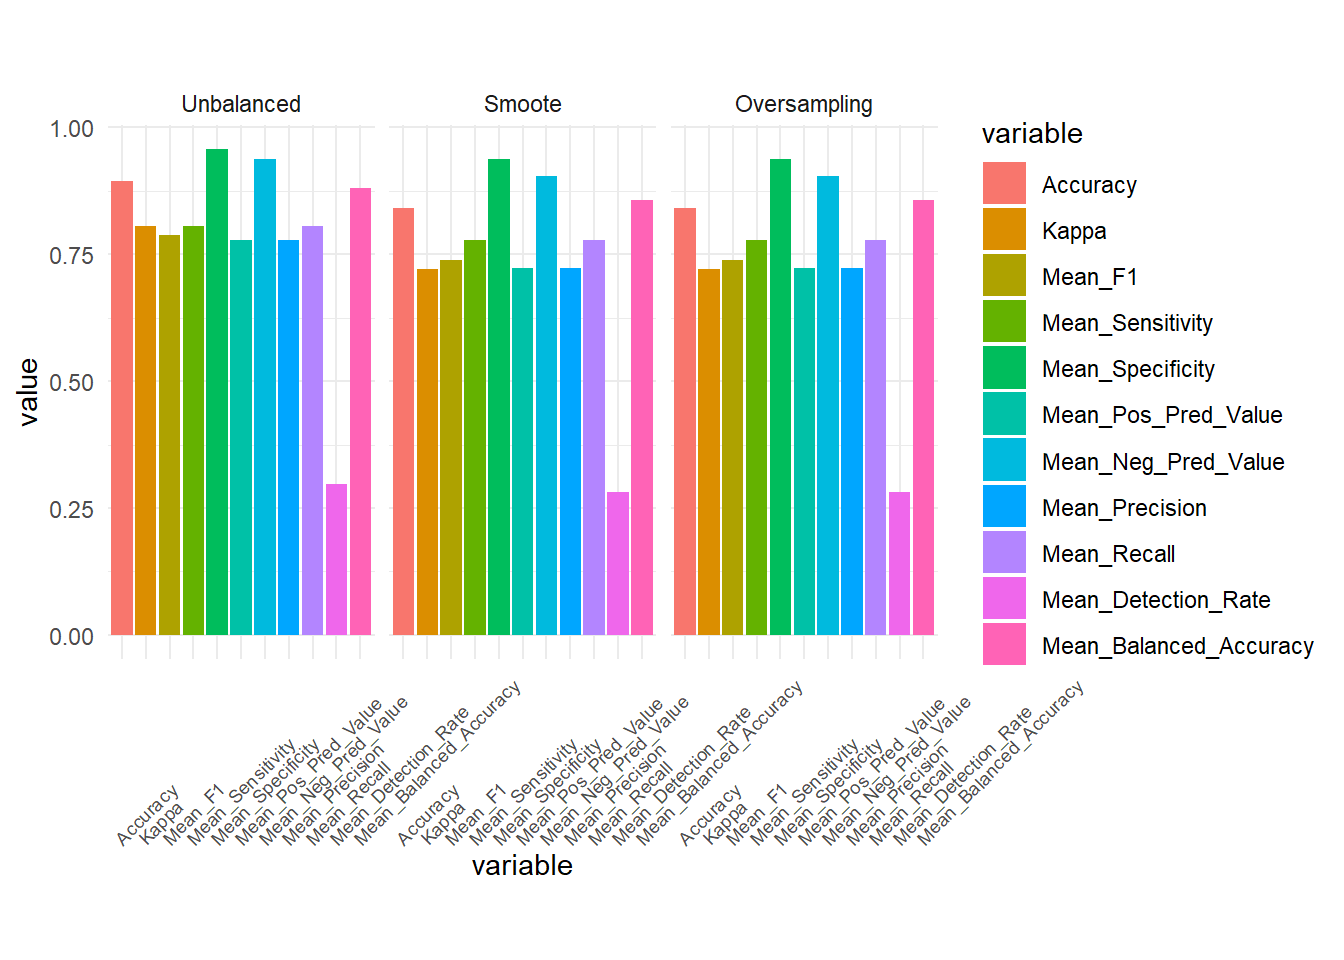 Unbalanced
Smoote
Oversampling
1.00
0.75
0.50
0.25
0.00
value
Accuracy
Kappa
Mean_F1
Mean_Sensitivity
Mean_Specificity
Mean_Pos_Pred_Value
Mean_Neg_Pred_Value
Mean_Precision
Mean_Recall
Mean_Detection_Rate
Mean_Balanced_Accuracy
Accuracy
Kappa
Mean_F1
Mean_Sensitivity
Mean_Specificity
Mean_Pos_Pred_Value
Mean_Neg_Pred_Value
Mean_Precision
Mean_Recall
Mean_Detection_Rate
Mean_Balanced_Accuracy
Accuracy
Kappa
Mean_F1
Mean_Sensitivity
Mean_Specificity
Mean_Pos_Pred_Value
Mean_Neg_Pred_Value
Mean_Precision
Mean_Recall
Mean_Detection_Rate
Mean_Balanced_Accuracy
variable
variable
Accuracy
Kappa
Mean_F1
Mean_Sensitivity
Mean_Specificity
Mean_Pos_Pred_Value
Mean_Neg_Pred_Value
Mean_Precision
Mean_Recall
Mean_Detection_Rate
Mean_Balanced_Accuracy